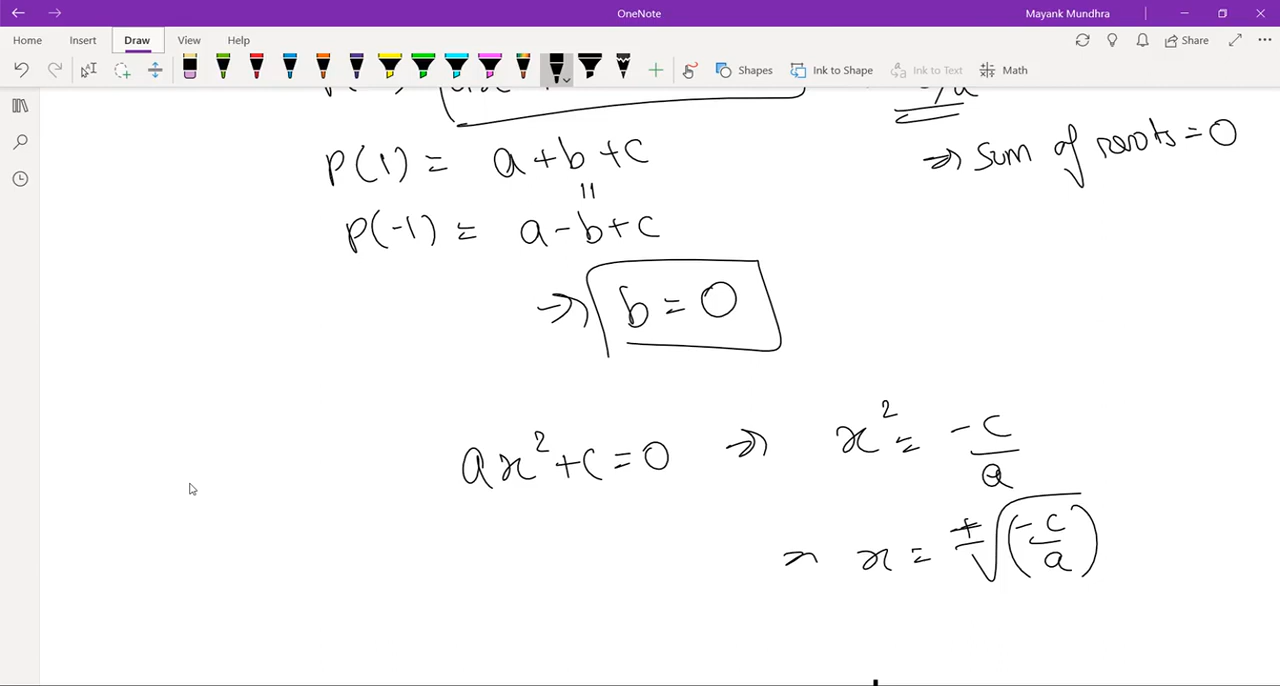 OneNote
Mayank Mundhra
Home Insert Draw View Help
Share
Shapes Ink to Shape Ink to Text Math
P(1) = a+b+c
⇒ Sum of roots = 0
=
P(-1) = a-b+c
⇒ b = 0
ax²+c=0 ⇒ x² = -c/a
⇒ x = ±√(-c/a)